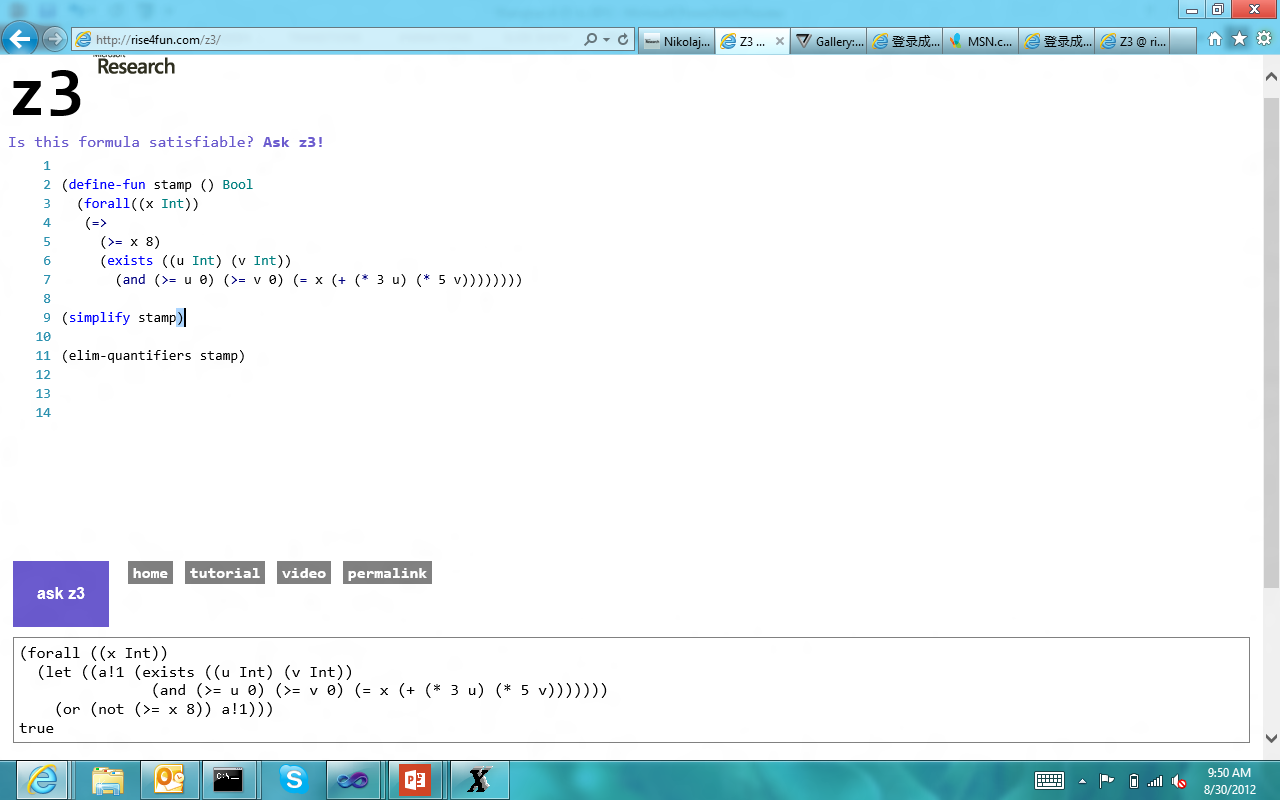 http://rise4fun.com/z3/
Nikolaj...
Z3 ...
Gallery:...
登录成...
MSN.c...
登录成...
Z3 @ ri...
Research
z3
Is this formula satisfiable? Ask z3!
1
2 (define-fun stamp () Bool
3 (forall((x Int))
4 (=>
5 (>= x 8)
6 (exists ((u Int) (v Int))
7 (and (>= u 0) (>= v 0) (= x (+ (* 3 u) (* 5 v))))))))
8
9 (simplify stamp)
10
11 (elim-quantifiers stamp)
12
13
14
ask z3
home tutorial video permalink
(forall ((x Int))
(let ((a!1 (exists ((u Int) (v Int))
(and (>= u 0) (>= v 0) (= x (+ (* 3 u) (* 5 v)))))))
(or (not (>= x 8)) a!1)))
true
C:\_
9:50 AM
8/30/2012